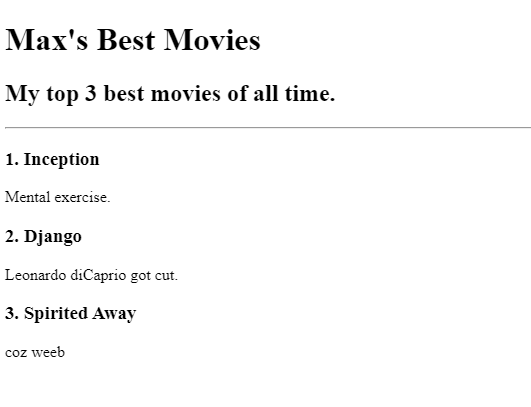 Max's Best Movies
My top 3 best movies of all time.
1. Inception
Mental exercise.
2. Django
Leonardo diCaprio got cut.
3. Spirited Away
coz weeb